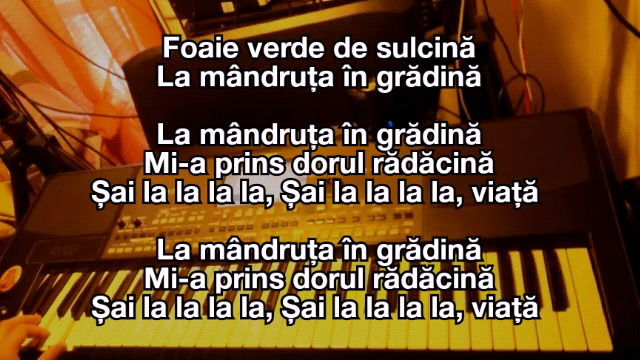 Foaie verde de sulcină
La mândruța în grădină
La mândruța în grădină
Mi-a prins dorul rădăcină
Șai la la la la, Șai la la la la, viață
La mândruța în grădină
Mi-a prins dorul rădăcină
Șai la la la la, Șai la la la la, viață